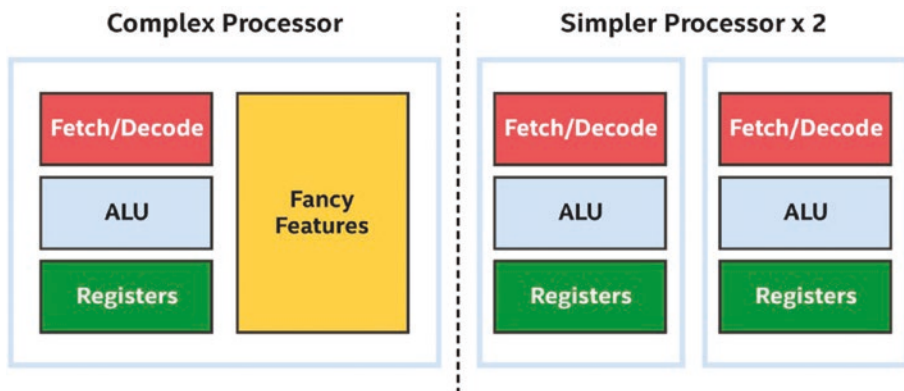 Complex Processor
Fetch/Decode
ALU
Registers
Fancy
Features
Simpler Processor x 2
Fetch/Decode
ALU
Registers
Fetch/Decode
ALU
Registers